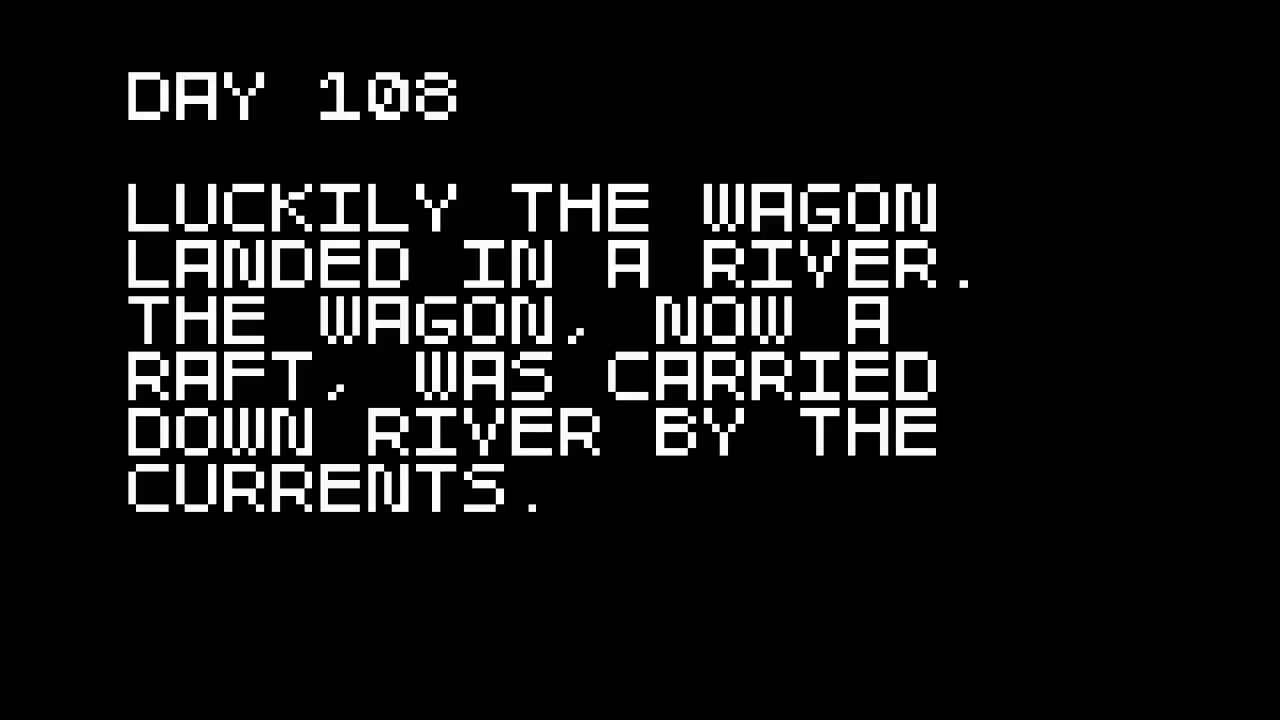 DAY 108
LUCKILY THE WAGON
LANDED IN A RIVER.
THE WAGON, NOW A
RAFT, WAS CARRIED
DOWN RIVER BY THE
CURRENTS.